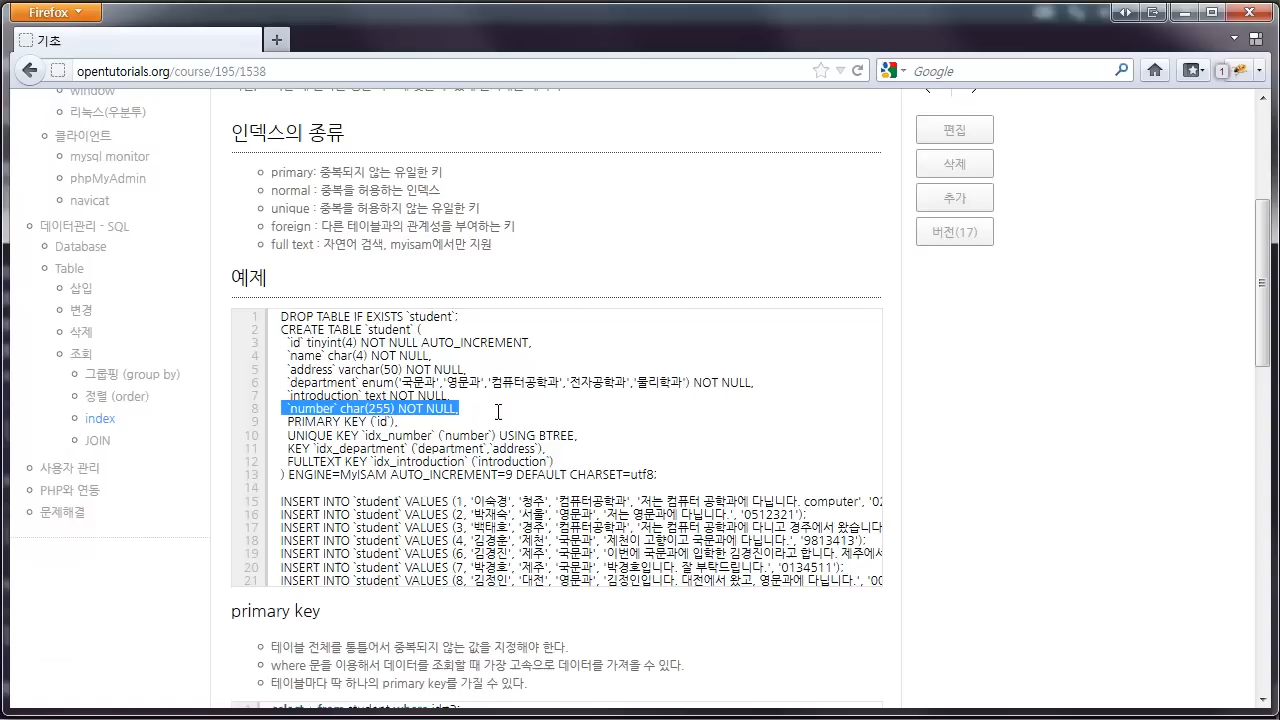 Firefox
기초
opentutorials.org/course/195/1538
Google
1
window
리눅스(우분투)
클라이언트
mysql monitor
phpMyAdmin
navicat
데이터관리 - SQL
Database
Table
삽입
변경
삭제
조회
그룹핑 (group by)
정렬 (order)
index
JOIN
사용자 관리
PHP와 연동
문제해결
인덱스의 종류
primary: 중복되지 않는 유일한 키
normal : 중복을 허용하는 인덱스
unique : 중복을 허용하지 않는 유일한 키
foreign : 다른 테이블과의 관계성을 부여하는 키
full text : 자연어 검색, myisam에서만 지원
예제
1 DROP TABLE IF EXISTS `student`;
2 CREATE TABLE `student` (
3 `id` tinyint(4) NOT NULL AUTO_INCREMENT,
4 `name` char(4) NOT NULL,
5 `address` varchar(50) NOT NULL,
6 `department` enum('국문과','영문과','컴퓨터공학과','전자공학과','물리학과') NOT NULL,
7 `introduction` text NOT NULL,
8 `number` char(255) NOT NULL,
9 PRIMARY KEY (`id`),
10 UNIQUE KEY `idx_number` (`number`) USING BTREE,
11 KEY `idx_department` (`department`,`address`),
12 FULLTEXT KEY `idx_introduction` (`introduction`)
13 ) ENGINE=MyISAM AUTO_INCREMENT=9 DEFAULT CHARSET=utf8;
14
15 INSERT INTO `student` VALUES (1, '이숙경', '청주', '컴퓨터공학과', '저는 컴퓨터 공학과에 다닙니다. computer', '02
16 INSERT INTO `student` VALUES (2, '박재숙', '서울', '영문과', '저는 영문과에 다닙니다.', '0512321');
17 INSERT INTO `student` VALUES (3, '백태호', '경주', '컴퓨터공학과', '저는 컴퓨터 공학과에 다니고 경주에서 왔습니다
18 INSERT INTO `student` VALUES (4, '김경훈', '제천', '국문과', '제천이 고향이고 국문과에 다닙니다.', '9813413');
19 INSERT INTO `student` VALUES (6, '김경진', '제주', '국문과', '이번에 국문과에 입학한 김경진이라고 합니다. 제주에서
20 INSERT INTO `student` VALUES (7, '박경호', '제주', '국문과', '박경호입니다. 잘 부탁드립니다.', '0134511');
21 INSERT INTO `student` VALUES (8, '김정인', '대전', '영문과', '김정인입니다. 대전에서 왔고, 영문과에 다닙니다.', '00
primary key
테이블 전체를 통틀어서 중복되지 않는 값을 지정해야 한다.
where 문을 이용해서 데이터를 조회할 때 가장 고속으로 데이터를 가져올 수 있다.
테이블마다 딱 하나의 primary key를 가질 수 있다.
편집
삭제
추가
버전(17)